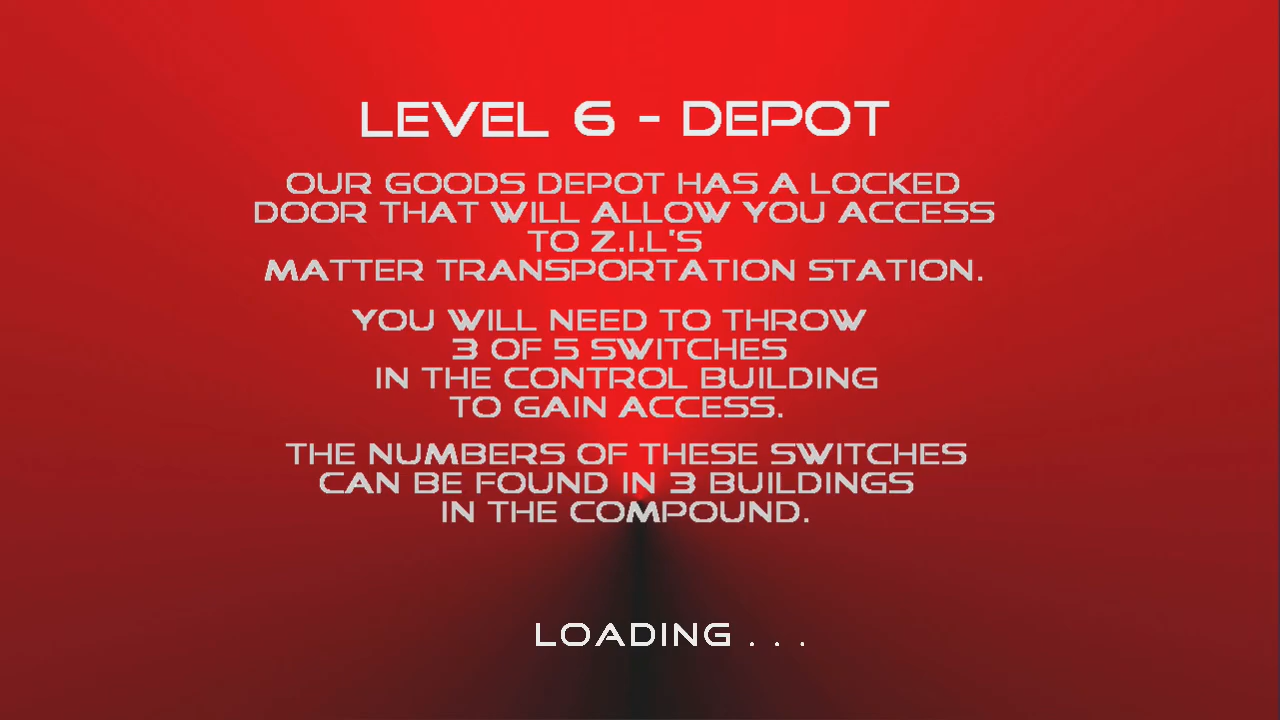 LEVEL 6 - DEPOT
OUR GOODS DEPOT HAS A LOCKED
DOOR THAT WILL ALLOW YOU ACCESS
TO Z.I.L'S
MATTER TRANSPORTATION STATION.
YOU WILL NEED TO THROW
3 OF 5 SWITCHES
IN THE CONTROL BUILDING
TO GAIN ACCESS.
THE NUMBERS OF THESE SWITCHES
CAN BE FOUND IN 3 BUILDINGS
IN THE COMPOUND.
LOADING . . .